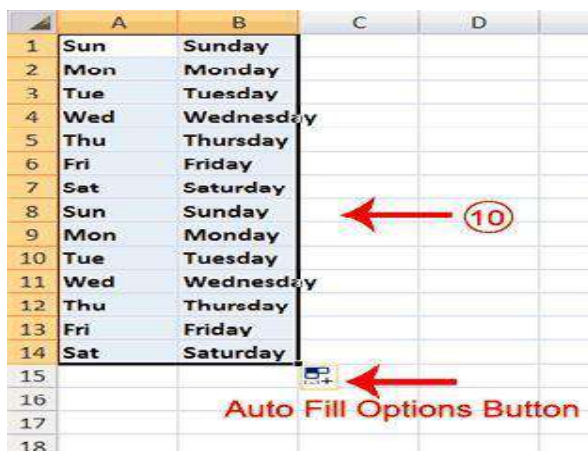 A B C D
1 Sun Sunday
2 Mon Monday
3 Tue Tuesday
4 Wed Wednesday
5 Thu Thursday
6 Fri Friday
7 Sat Saturday
8 Sun Sunday 10
9 Mon Monday
10 Tue Tuesday
11 Wed Wednesday
12 Thu Thursday
13 Fri Friday
14 Sat Saturday
15
16 Auto Fill Options Button
17
18